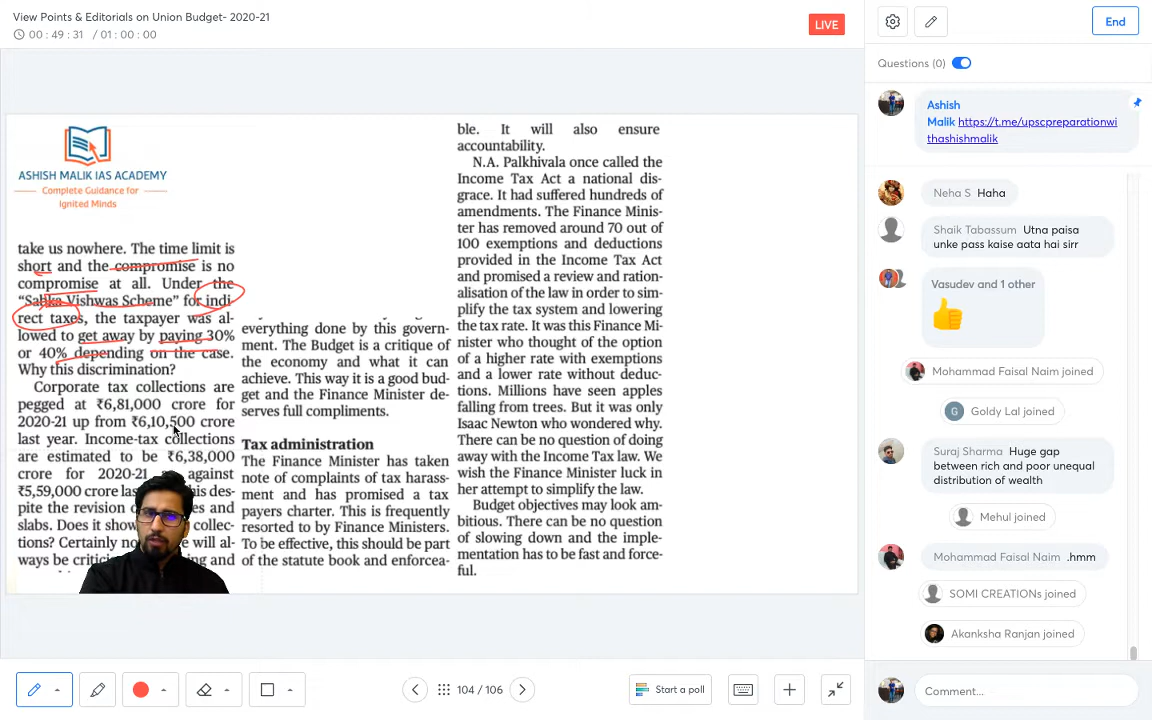 View Points & Editorials on Union Budget- 2020-21
00 : 49 : 31 / 01 : 00 : 00
LIVE
ASHISH MALIK IAS ACADEMY
Complete Guidance for
Ignited Minds
take us nowhere. The time limit is
short and the compromise is no
compromise at all. Under the
“Sabka Vishwas Scheme” for indi-
rect taxes, the taxpayer was al-
lowed to get away by paying 30%
or 40% depending on the case.
Why this discrimination?
Corporate tax collections are
pegged at ₹6,81,000 crore for
2020-21 up from ₹6,10,500 crore
last year. Income-tax collections
are estimated to be ₹6,38,000
crore for 2020-21 against
₹5,59,000 crore las his des-
pite the revision es and
slabs. Does it show collec-
tions? Certainly will al-
ways be ng and
everything done by this govern-
ment. The Budget is a critique of
the economy and what it can
achieve. This way it is a good bud-
get and the Finance Minister de-
serves full compliments.
Tax administration
The Finance Minister has taken
note of complaints of tax harass-
ment and has promised a tax
payers charter. This is frequently
resorted to by Finance Ministers.
To be effective, this should be part
of the statute book and enforcea-
ble. It will also ensure
accountability.
N.A. Palkhivala once called the
Income Tax Act a national dis-
grace. It had suffered hundreds of
amendments. The Finance Minis-
ter has removed around 70 out of
100 exemptions and deductions
provided in the Income Tax Act
and promised a review and ration-
alisation of the law in order to sim-
plify the tax system and lowering
the tax rate. It was this Finance Mi-
nister who thought of the option
of a higher rate with exemptions
and a lower rate without deduc-
tions. Millions have seen apples
falling from trees. But it was only
Isaac Newton who wondered why.
There can be no question of doing
away with the Income Tax law. We
wish the Finance Minister luck in
her attempt to simplify the law.
Budget objectives may look am-
bitious. There can be no question
of slowing down and the imple-
mentation has to be fast and force-
ful.
104 / 106
Start a poll
End
Questions (0)
Ashish
Malik https://t.me/upscpreparationwi
thashishmalik
Neha S Haha
Shaik Tabassum Utna paisa
unke pass kaise aata hai sirr
Vasudev and 1 other
Mohammad Faisal Naim joined
G Goldy Lal joined
Suraj Sharma Huge gap
between rich and poor unequal
distribution of wealth
Mehul joined
Mohammad Faisal Naim .hmm
SOMI CREATIONs joined
Akanksha Ranjan joined
Comment...